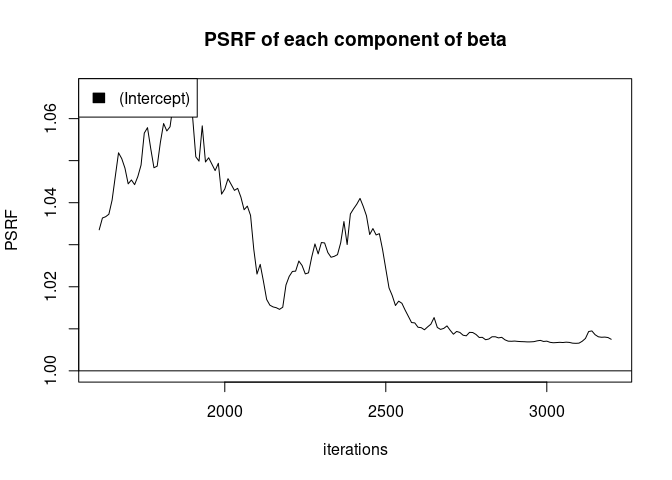 PSRF of each component of beta
(Intercept)
PSRF
1.06
1.04
1.02
1.00
2000 2500 3000
iterations